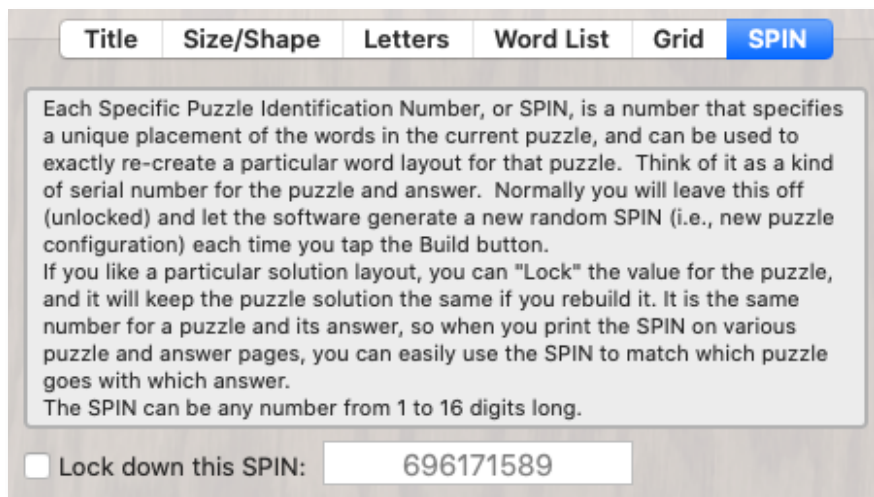 Title Size/Shape Letters Word List Grid SPIN
Each Specific Puzzle Identification Number, or SPIN, is a number that specifies
a unique placement of the words in the current puzzle, and can be used to
exactly re-create a particular word layout for that puzzle.  Think of it as a kind
of serial number for the puzzle and answer.  Normally you will leave this off
(unlocked) and let the software generate a new random SPIN (i.e., new puzzle
configuration) each time you tap the Build button.
If you like a particular solution layout, you can "Lock" the value for the puzzle,
and it will keep the puzzle solution the same if you rebuild it. It is the same
number for a puzzle and its answer, so when you print the SPIN on various
puzzle and answer pages, you can easily use the SPIN to match which puzzle
goes with which answer.
The SPIN can be any number from 1 to 16 digits long.
Lock down this SPIN: 696171589